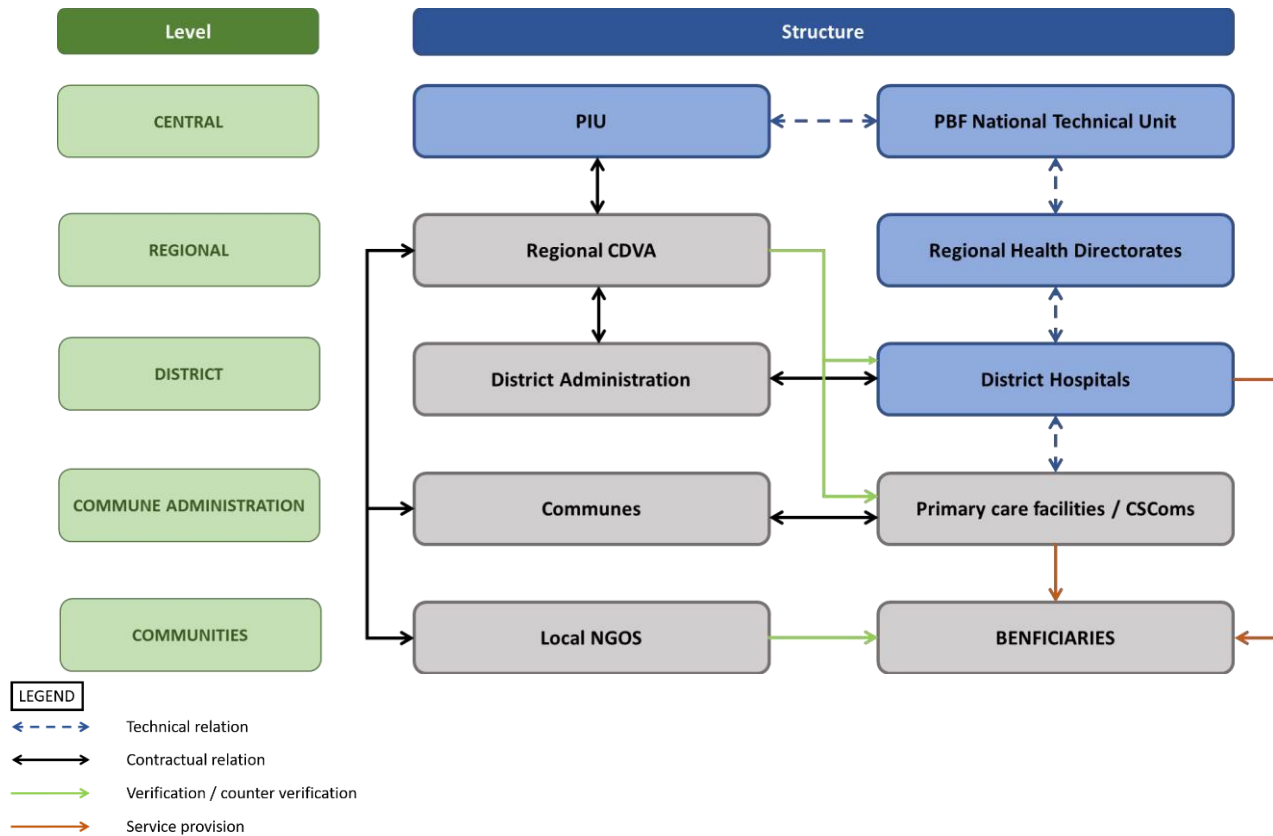 Level
Structure
CENTRAL
PIU
PBF National Technical Unit
REGIONAL
Regional CDVA
Regional Health Directorates
DISTRICT
District Administration
District Hospitals
COMMUNE ADMINISTRATION
Communes
Primary care facilities / CSComs
COMMUNITIES
Local NGOS
BENFICIARIES
LEGEND
Technical relation
Contractual relation
Verification / counter verification
Service provision